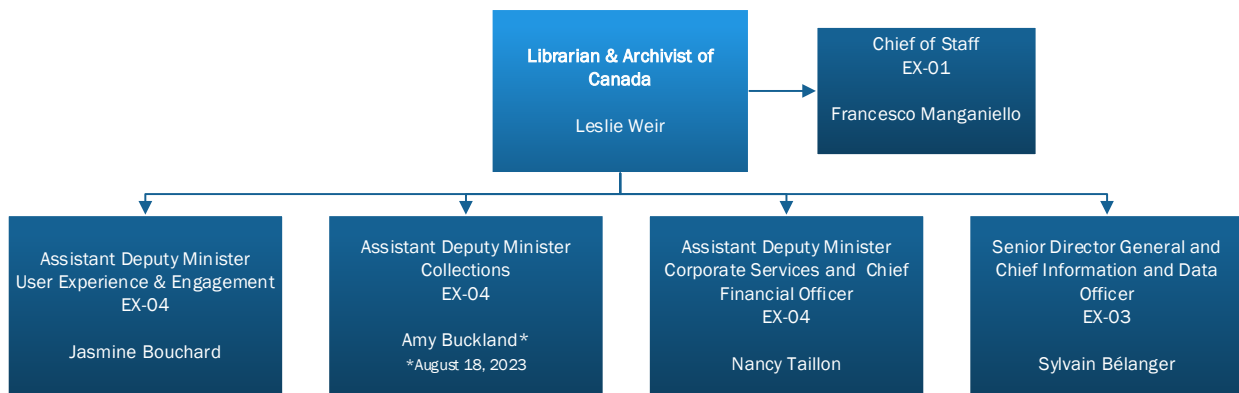 Librarian & Archivist of
Canada
Leslie Weir
Chief of Staff
EX-01
Francesco Manganiello
Assistant Deputy Minister
User Experience & Engagement
EX-04
Jasmine Bouchard
Assistant Deputy Minister
Collections
EX-04
Amy Buckland*
*August 18, 2023
Assistant Deputy Minister
Corporate Services and Chief
Financial Officer
EX-04
Nancy Taillon
Senior Director General and
Chief Information and Data
Officer
EX-03
Sylvain Bélanger